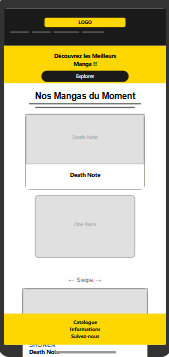 LOGO
Découvrez les Meilleurs
Manga !!
Explorer
Nos Mangas du Moment
Death Note
Death Note
One Piece
← Swipe →
Catalogue
Informations
Suivez-nous
SHONEN
Death Note